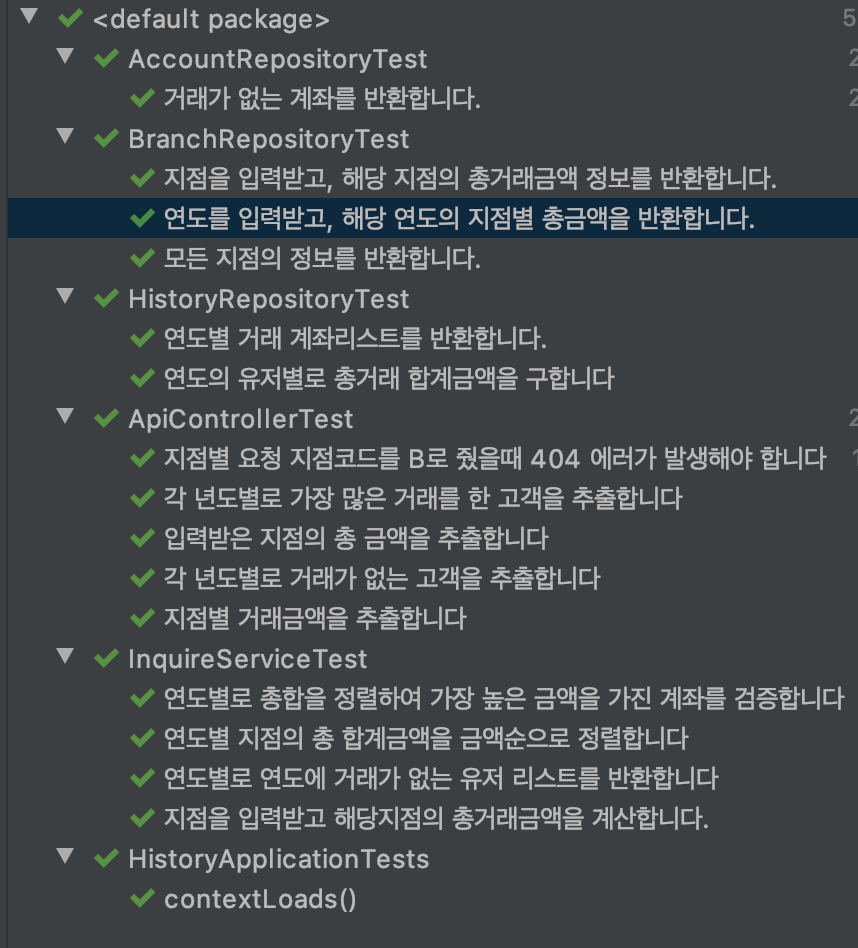 <default package> 5
AccountRepositoryTest 2
거래가 없는 계좌를 반환합니다. 2
BranchRepositoryTest
지점을 입력받고, 해당 지점의 총거래금액 정보를 반환합니다.
연도를 입력받고, 해당 연도의 지점별 총금액을 반환합니다.
모든 지점의 정보를 반환합니다.
HistoryRepositoryTest
연도별 거래 계좌리스트를 반환합니다.
연도의 유저별로 총거래 합계금액을 구합니다
ApiControllerTest 2
지점별 요청 지점코드를 B로 줬을때 404 에러가 발생해야 합니다
각 년도별로 가장 많은 거래를 한 고객을 추출합니다
입력받은 지점의 총 금액을 추출합니다
각 년도별로 거래가 없는 고객을 추출합니다
지점별 거래금액을 추출합니다
InquireServiceTest
연도별로 총합을 정렬하여 가장 높은 금액을 가진 계좌를 검증합니다
연도별 지점의 총 합계금액을 금액순으로 정렬합니다
연도별로 연도에 거래가 없는 유저 리스트를 반환합니다
지점을 입력받고 해당지점의 총거래금액을 계산합니다.
HistoryApplicationTests
contextLoads()